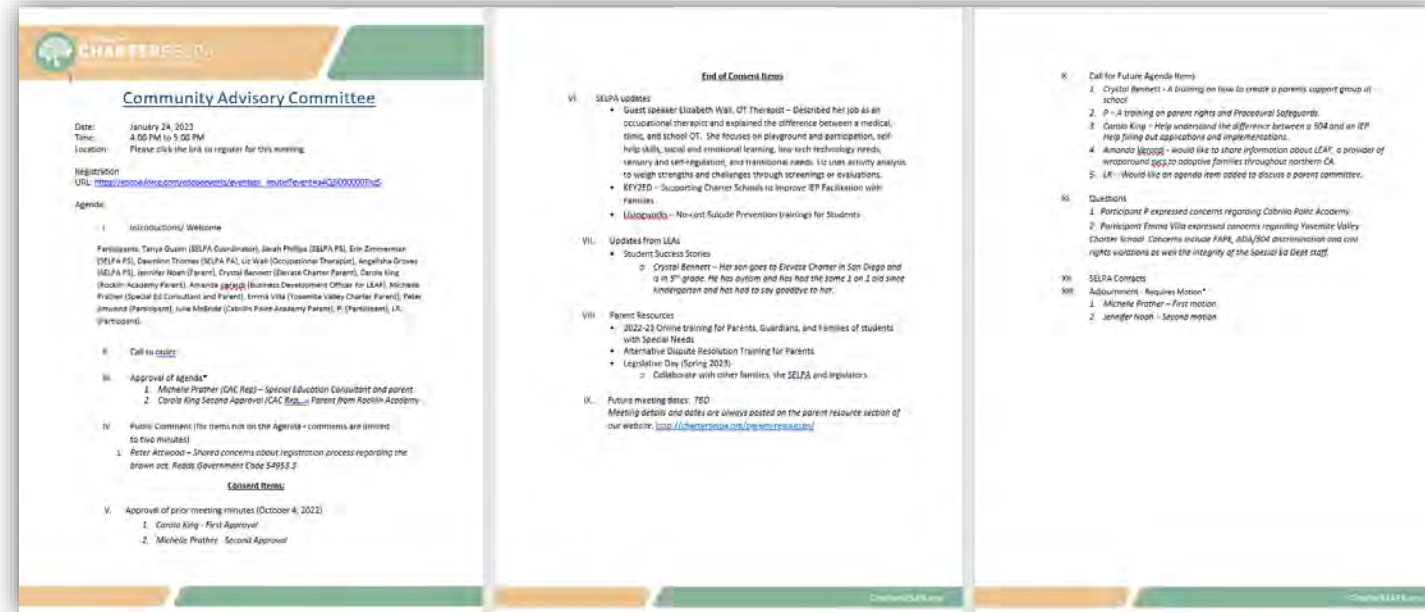 CHARTERSELPA
Community Advisory Committee
Date: January 24, 2023
Time: 4:00 PM to 5:00 PM
Location: Please click the link to register for this meeting
Registration
URL:
Agenda:
I. Introductions/ Welcome
Participants: Tanya Guzen (SELPA Coordinator), Sarah Phillips (SELPA PS), Erin Zimmerman
(SELPA PS), Dawnlinn Thomes (SELPA PA), Liz Wall (Occupational Therapist), Angelisha Groves
(SELPA PS), Jennifer Noah (Parent), Crystal Bennett (Elevate Charter Parent), Carola King
(Rocklin Academy Parent), Amanda (Business Development Officer for LEAF), Michelle
Prather (Special Ed Consultant and Parent), Emma Villa (Yosemite Valley Charter Parent), Peter
Attwood (Participant), Julie McBride (Cabrillo Point Academy Parent), P. (Participant), LR.
(Participant).
II. Call to order
III. Approval of agenda*
1. Michelle Prather (CAC Rep) – Special Education Consultant and parent
2. Carola King Second Approval (CAC Rep. – Parent from Rocklin Academy
IV. Public Comment (for items not on the Agenda - comments are limited
to two minutes)
1. Peter Attwood – Shared concerns about registration process regarding the
brown act. Reads Government Code 54953.3
Consent Items:
V. Approval of prior meeting minutes (October 4, 2022)
1. Carola King - First Approval
2. Michelle Prather - Second Approval
End of Consent Items
VI. SELPA updates
• Guest speaker Elizabeth Wall, OT Therapist – Described her job as an
occupational therapist and explained the difference between a medical,
clinic, and school OT. She focuses on playground and participation, self-
help skills, social and emotional learning, low tech technology needs,
sensory and self-regulation, and transitional needs. Liz uses activity analysis
to weigh strengths and challenges through screenings or evaluations.
• KEY2ED – Supporting Charter Schools to Improve IEP Facilitation with
Families
• Livingworks – No-cost Suicide Prevention trainings for Students
VII. Updates from LEAs
• Student Success Stories
o Crystal Bennett – Her son goes to Elevate Charter in San Diego and
is in 5th grade. He has autism and has had the same 1 on 1 aid since
kindergarten and has had to say goodbye to her.
VIII. Parent Resources
• 2022-23 Online training for Parents, Guardians, and Families of students
with Special Needs
• Alternative Dispute Resolution Training for Parents
• Legislative Day (Spring 2023)
o Collaborate with other families, the SELPA and legislators
IX. Future meeting dates: TBD
Meeting details and dates are always posted on the parent resource section of
our website: http://charterselpa.org/parent-resources/
X. Call for Future Agenda Items
1. Crystal Bennett - A training on how to create a parents support group at
school
2. P – A training on parent rights and Procedural Safeguards.
3. Carola King – Help understand the difference between a 504 and an IEP
Help filling out applications and implementations.
4. Amanda - would like to share information about LEAF, a provider of
wraparound svcs to adoptive families throughout northern CA.
5. LR - Would like an agenda item added to discuss a parent committee.
XI. Questions
1. Participant P expressed concerns regarding Cabrillo Point Academy
2. Participant Emma Villa expressed concerns regarding Yosemite Valley
Charter School. Concerns include FAPE, ADA/504 discrimination and civil
rights violations as well the integrity of the Special Ed Dept staff.
XII. SELPA Contacts
XIII. Adjournment - Requires Motion*
1. Michelle Prather – First motion
2. Jennifer Noah – Second motion
CharterSELPA.org
CharterSELPA.org